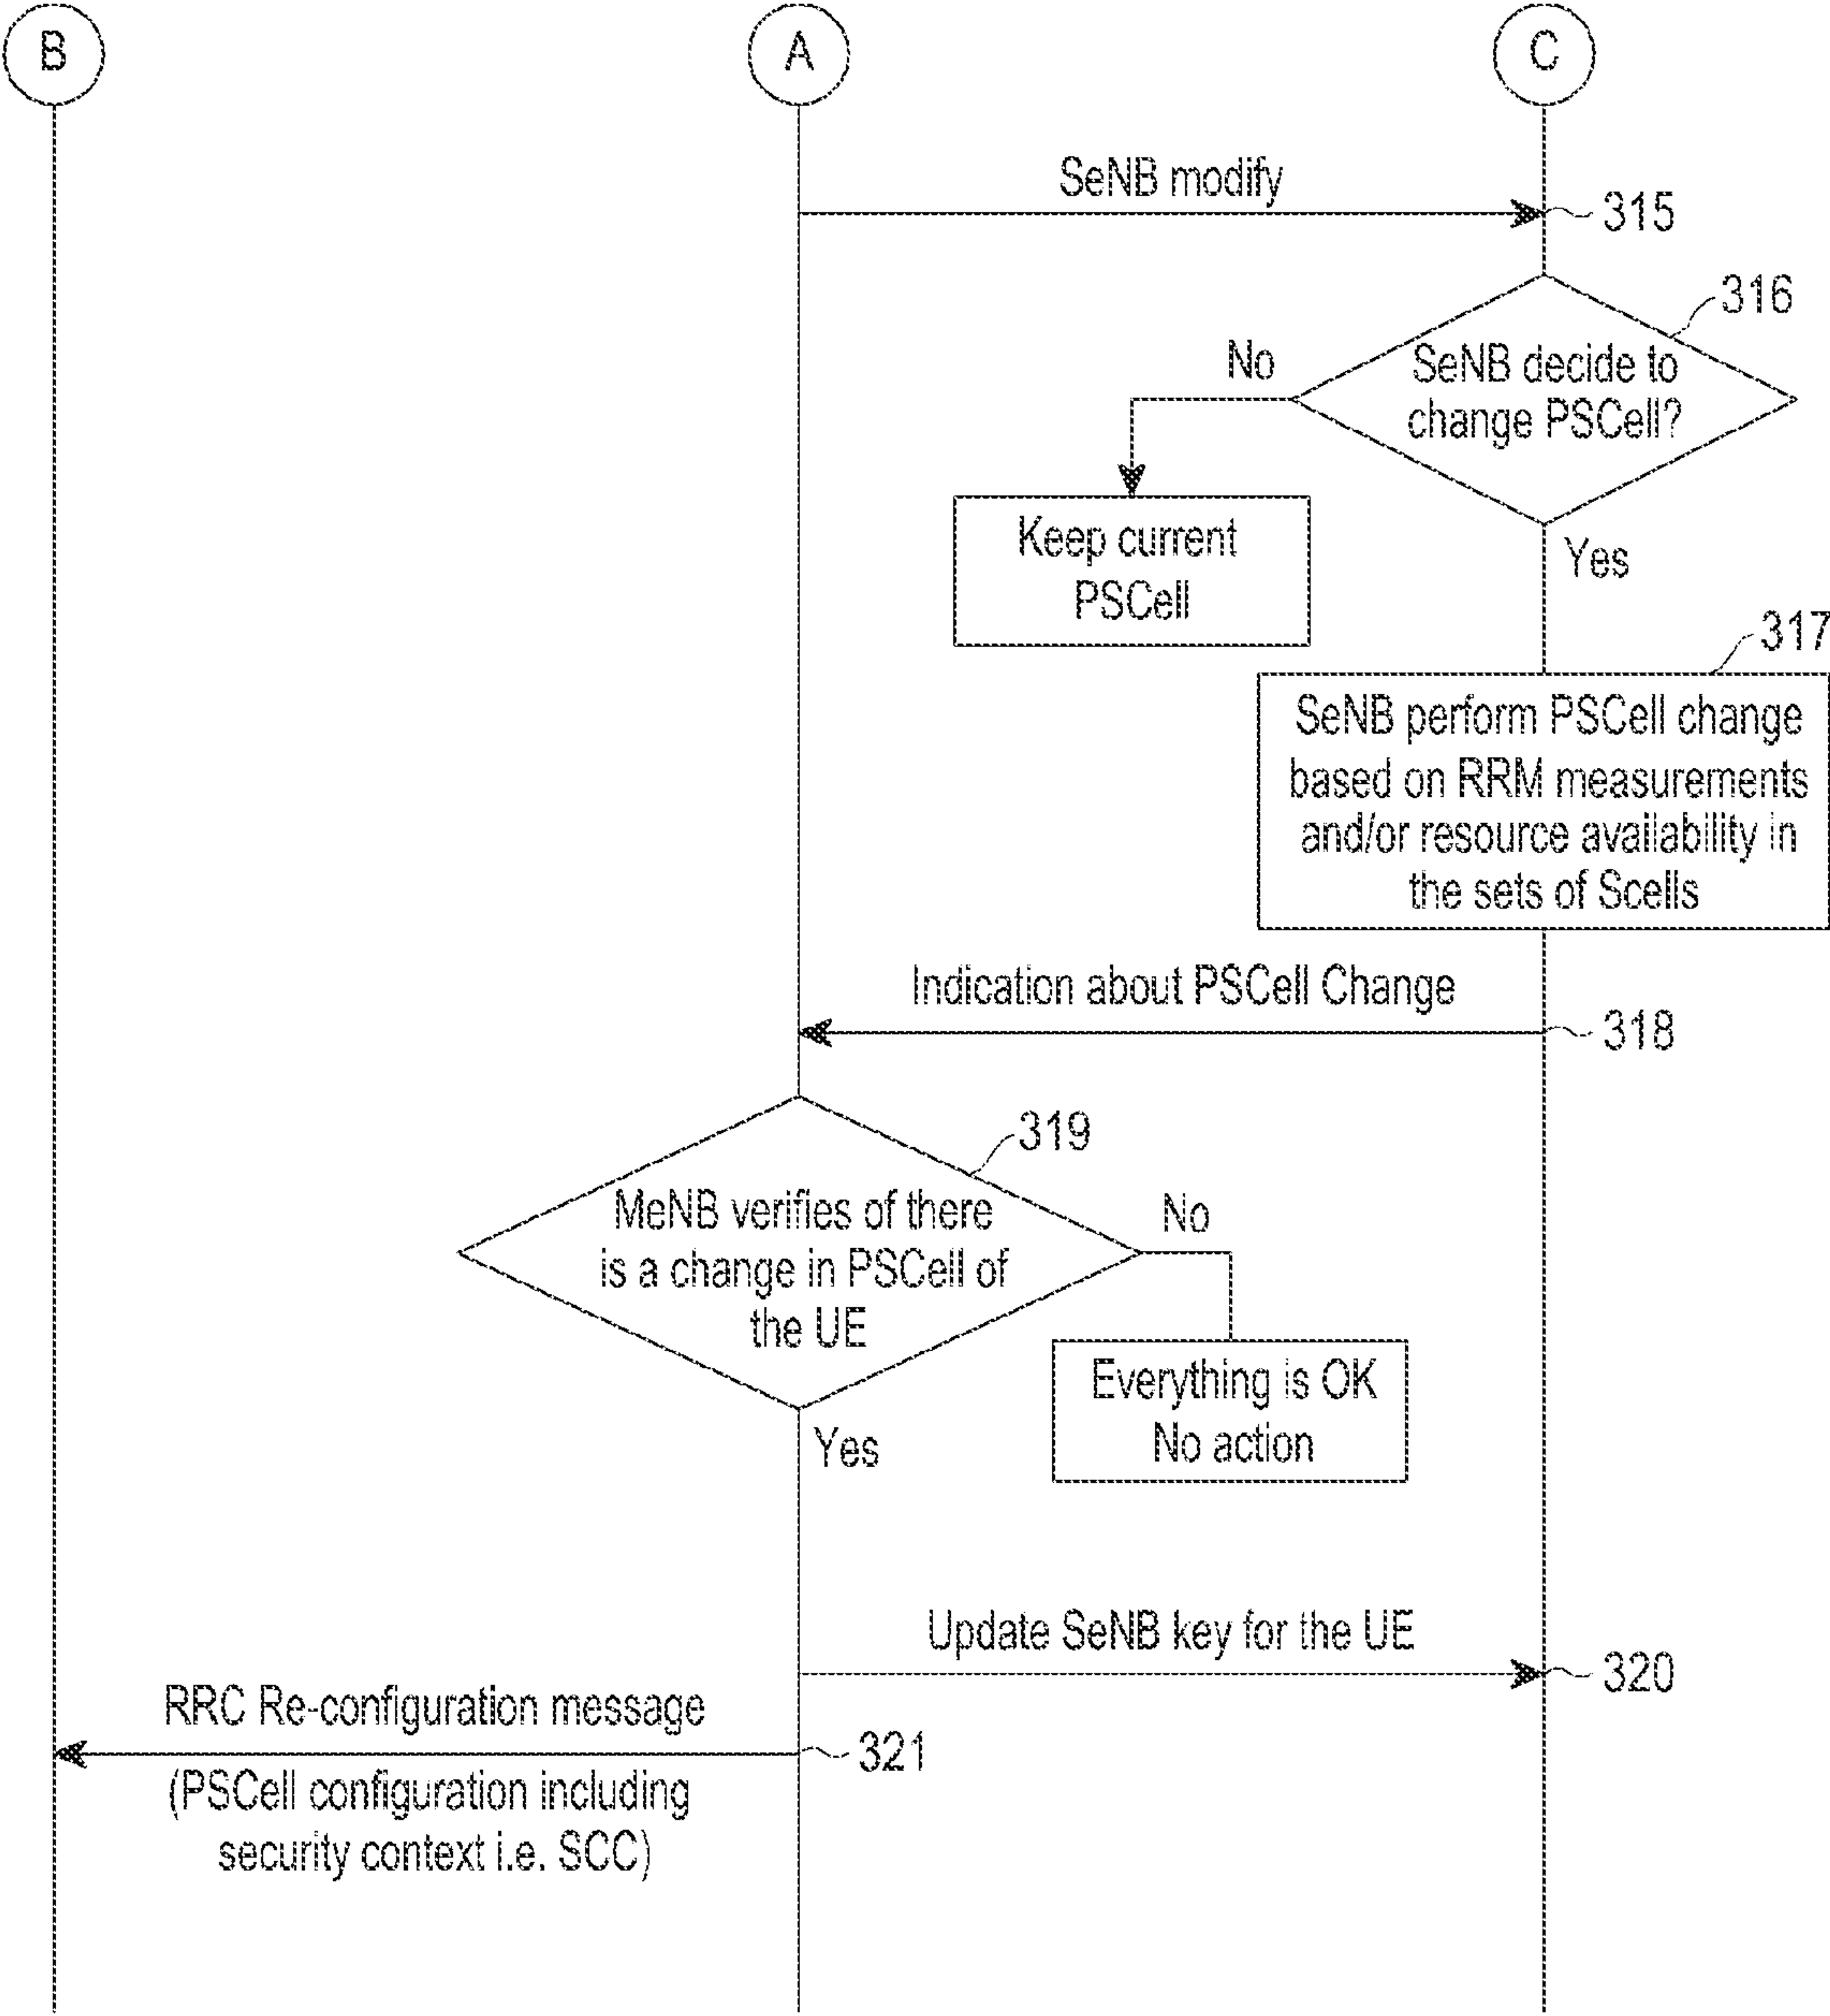 B
A
C
SeNB modify
315
316
No
SeNB decide to
change PSCell?
Keep current
PSCell
Yes
317
SeNB perform PSCell change
based on RRM measurements
and/or resource availability in
the sets of Scells
Indication about PSCell Change
318
319
MeNB verifies of there
is a change in PSCell of
the UE
No
Everything is OK
No action
Yes
Update SeNB key for the UE
320
RRC Re-configuration message
321
(PSCell configuration including
security context i.e. SCC)